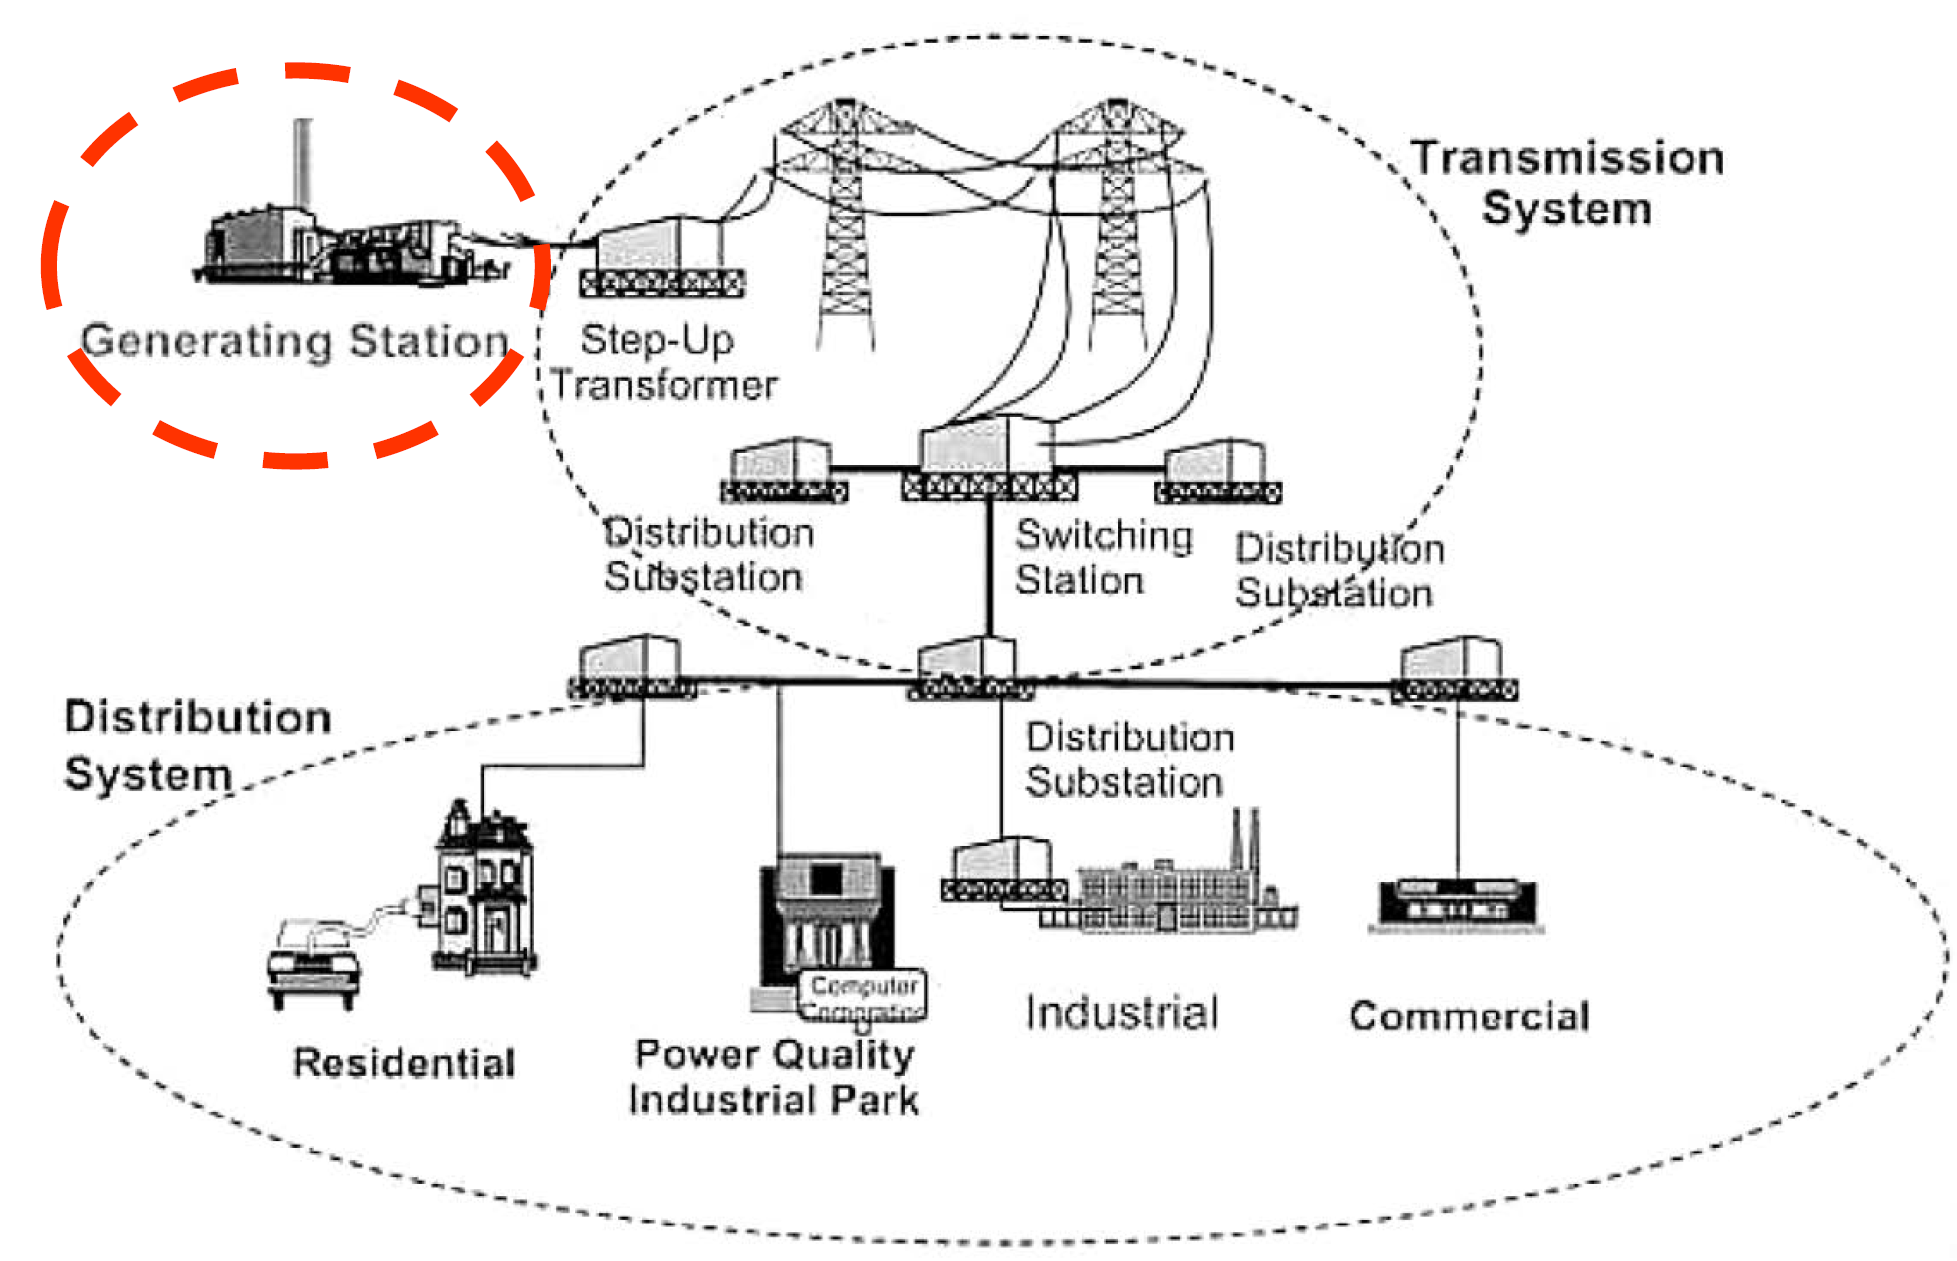 Transmission
System
Generating Station
Step-Up
Transformer
Distribution
Substation
Switching
Station
Distribution
Substation
Distribution
System
Distribution
Substation
Computer
Corporation
Residential
Power Quality
Industrial Park
Industrial
Commercial